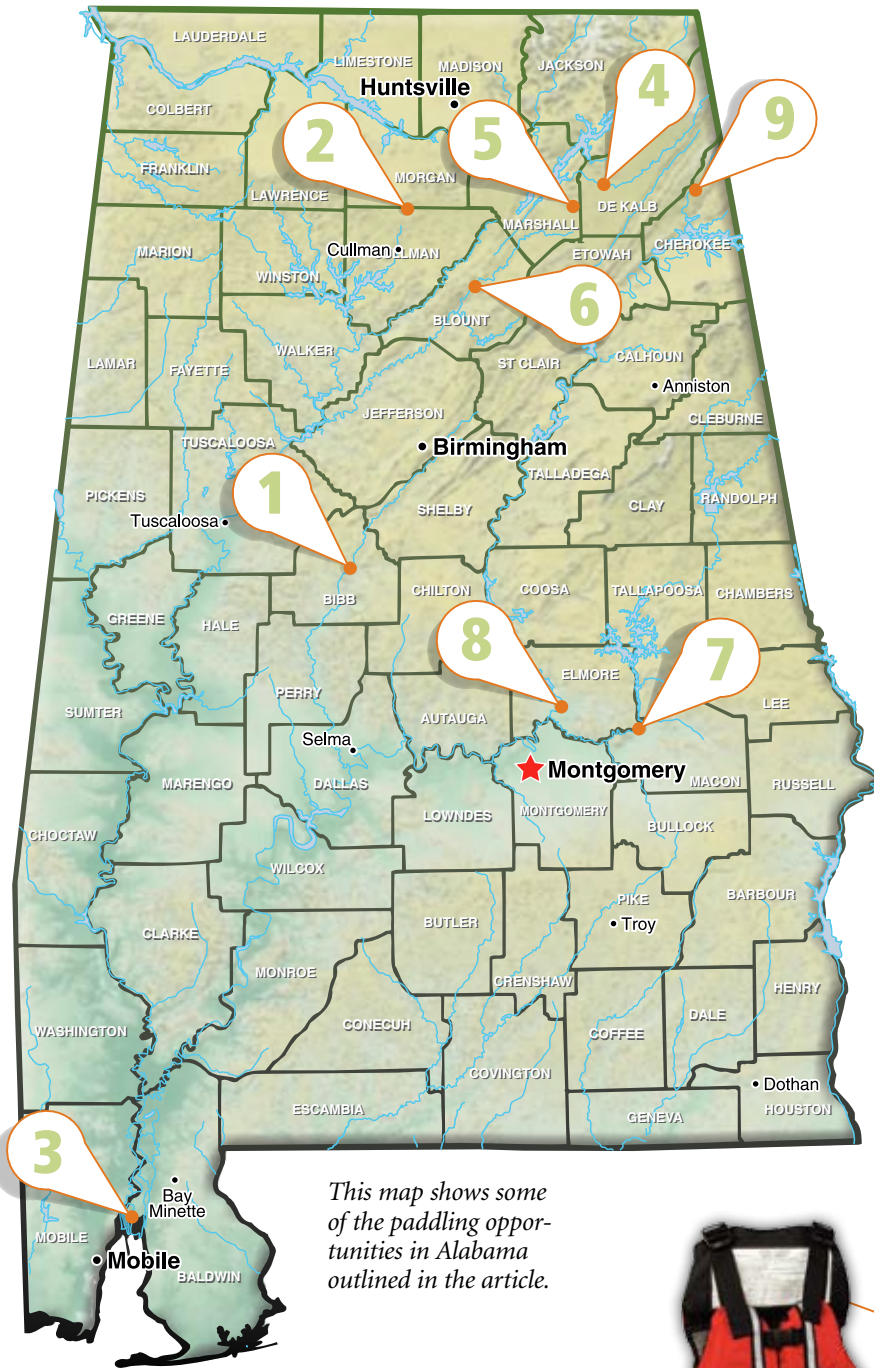 LAUDERDALE
LIMESTONE
MADISON
JACKSON
Huntsville
COLBERT
4
9
2
5
FRANKLIN
LAWRENCE
MORGAN
DE KALB
MARSHALL
MARION
Cullman
LLMAN
ETOWAH
CHEROKEE
WINSTON
6
BLOUNT
LAMAR
FAYETTE
WALKER
ST CLAIR
CALHOUN
Anniston
JEFFERSON
CLEBURNE
TUSCALOOSA
Birmingham
1
TALLADEGA
PICKENS
RANDOLPH
CLAY
SHELBY
Tuscaloosa
BIBB
CHILTON
COOSA
TALLAPOOSA
CHAMBERS
GREENE
HALE
8
7
ELMORE
PERRY
LEE
SUMTER
AUTAUGA
Selma
Montgomery
MARENGO
DALLAS
MACON
RUSSELL
LOWNDES
MONTGOMERY
BULLOCK
CHOCTAW
WILCOX
BARBOUR
PIKE
BUTLER
Troy
CLARKE
MONROE
CRENSHAW
HENRY
WASHINGTON
CONECUH
COFFEE
DALE
COVINGTON
Dothan
ESCAMBIA
GENEVA
HOUSTON
3
Bay
Minette
MOBILE
Mobile
BALDWIN
This map shows some
of the paddling oppor-
tunities in Alabama
outlined in the article.